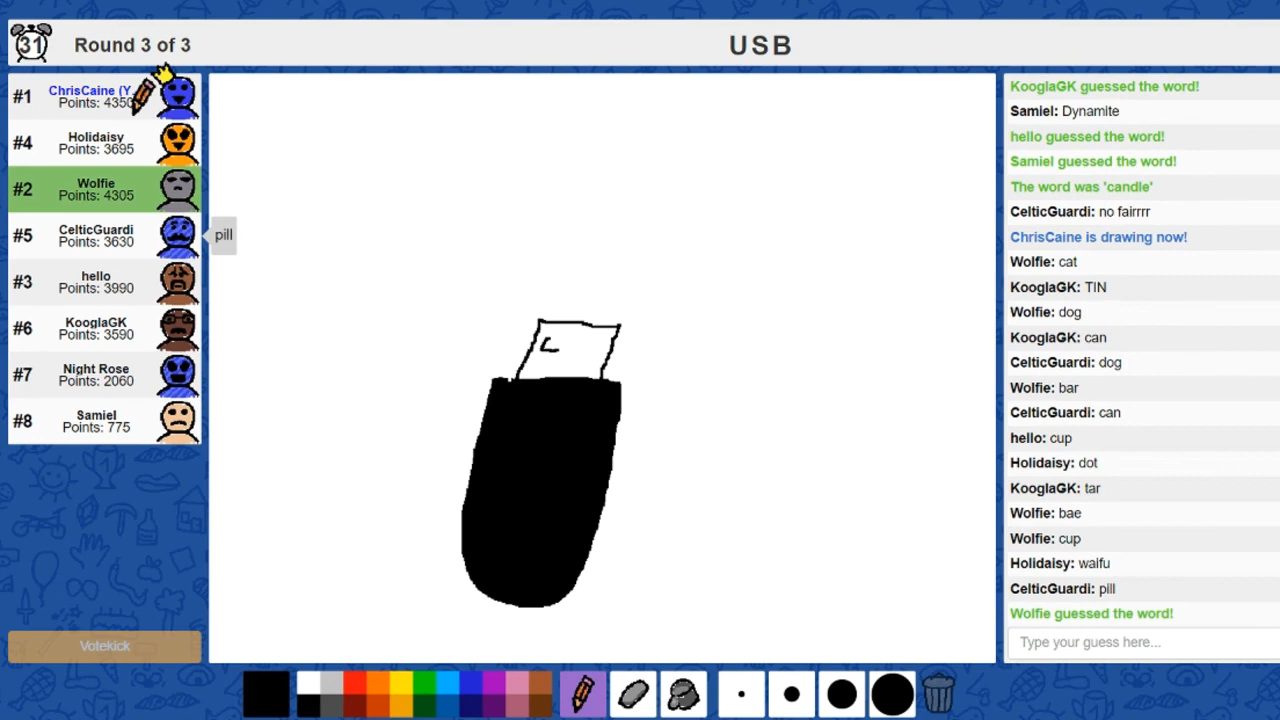 31
Round 3 of 3
USB
#1
ChrisCaine (Y...
Points: 4350
#4
Holidaisy
Points: 3695
#2
Wolfie
Points: 4305
#5
CelticGuardi
Points: 3630
pill
#3
hello
Points: 3990
#6
KooglaGK
Points: 3590
#7
Night Rose
Points: 2060
#8
Samiel
Points: 775
Votekick
KooglaGK guessed the word!
Samiel: Dynamite
hello guessed the word!
Samiel guessed the word!
The word was 'candle'
CelticGuardi: no fairrrr
ChrisCaine is drawing now!
Wolfie: cat
KooglaGK: TIN
Wolfie: dog
KooglaGK: can
CelticGuardi: dog
Wolfie: bar
CelticGuardi: can
hello: cup
Holidaisy: dot
KooglaGK: tar
Wolfie: bae
Wolfie: cup
Holidaisy: waifu
CelticGuardi: pill
Wolfie guessed the word!
Type your guess here...